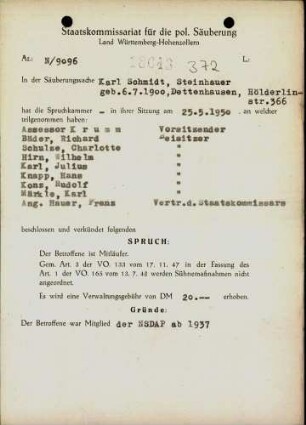 Staatskommissariat für die pol. Säuberung
Land Württemberg-Hohenzollern
Az: N/9096 372 L:
In der Säuberungssache Karl Schmidt, Steinhauer
geb.6.7.1900,Dettenhausen, Hölderlin-
str.366
hat die Spruchkammer – in ihrer Sitzung am 25.5.1950 , an welcher
teilgenommen haben:
Assessor K r u m m Vorsitzender
Bäder, Richard Beisitzer
Schulze, Charlotte "
Hirn, Wilhelm "
Karl, Julius "
Knapp, Hans "
Kons, Rudolf "
Märkle, Karl "
Ang. Hauer, Franz Vertr.d.Staatskommissars
beschlossen und verkündet folgenden
SPRUCH:
Der Betroffene ist Mitläufer.
Gem. Art. 3 der VO. 133 vom 17. 11. 47 in der Fassung des
Art. 1 der VO 165 vom 13. 7. 48 werden Sühnemaßnahmen nicht
angeordnet.
Es wird eine Verwaltungsgebühr von DM 20.-- erhoben.
Gründe:
Der Betroffene war Mitglied der NSDAP ab 1937